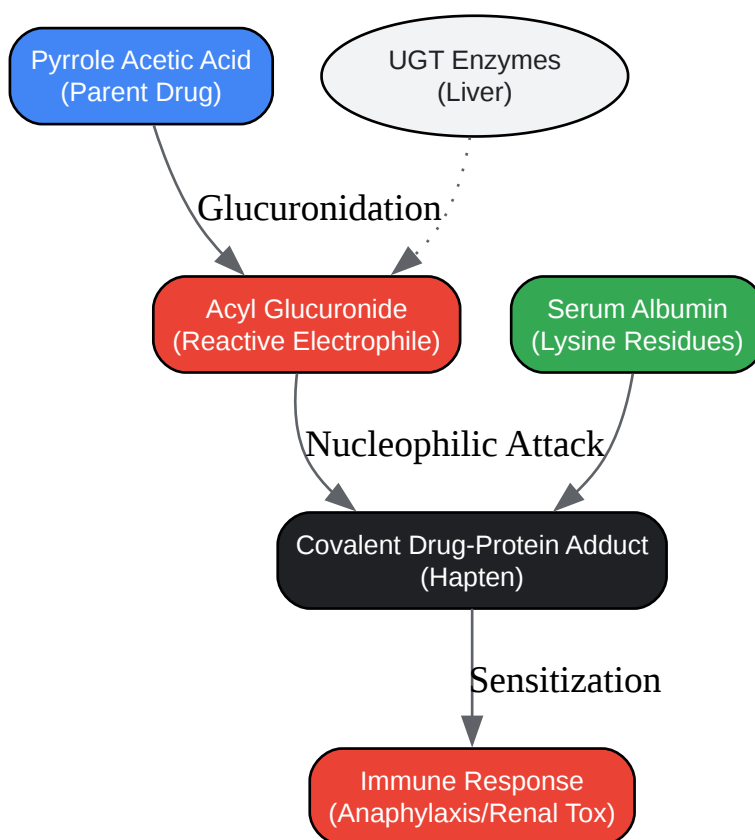 Pyrrole Acetic Acid
(Parent Drug)
UGT Enzymes
(Liver)
Glucuronidation
Acyl Glucuronide
(Reactive Electrophile)
Serum Albumin
(Lysine Residues)
Nucleophilic Attack
Covalent Drug-Protein Adduct
(Hapten)
Sensitization
Immune Response
(Anaphylaxis/Renal Tox)